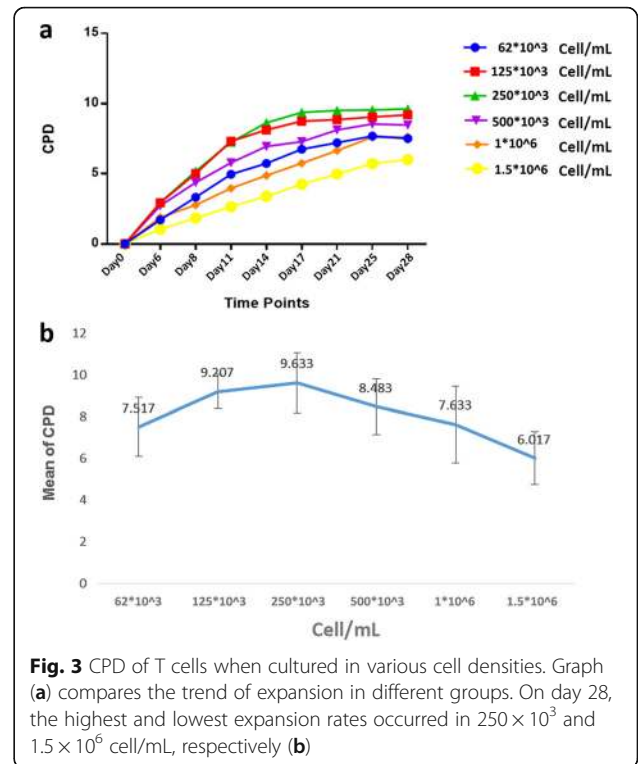 a
15
10
5
0
CPD
Day0 Day6 Day8 Day11 Day14 Day17 Day21 Day25 Day28
Time Points
62*10^3 Cell/mL
125*10^3 Cell/mL
250*10^3 Cell/mL
500*10^3 Cell/mL
1*10^6 Cell/mL
1.5*10^6 Cell/mL
b
12
10
8
6
4
2
0
Mean of CPD
7.517 9.207 9.633 8.483 7.633 6.017
62*10^3 125*10^3 250*10^3 500*10^3 1*10^6 1.5*10^6
Cell/mL
Fig. 3 CPD of T cells when cultured in various cell densities. Graph
(a) compares the trend of expansion in different groups. On day 28,
the highest and lowest expansion rates occurred in 250 × 10³ and
1.5 × 10⁶ cell/mL, respectively (b)